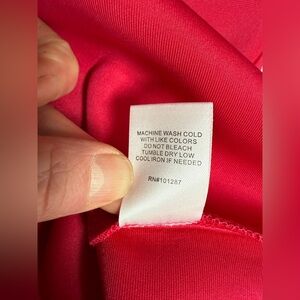 MACHINE WASH COLD
WITH LIKE COLORS
DO NOT BLEACH
TUMBLE DRY LOW
COOL IRON IF NEEDED
RN#101287